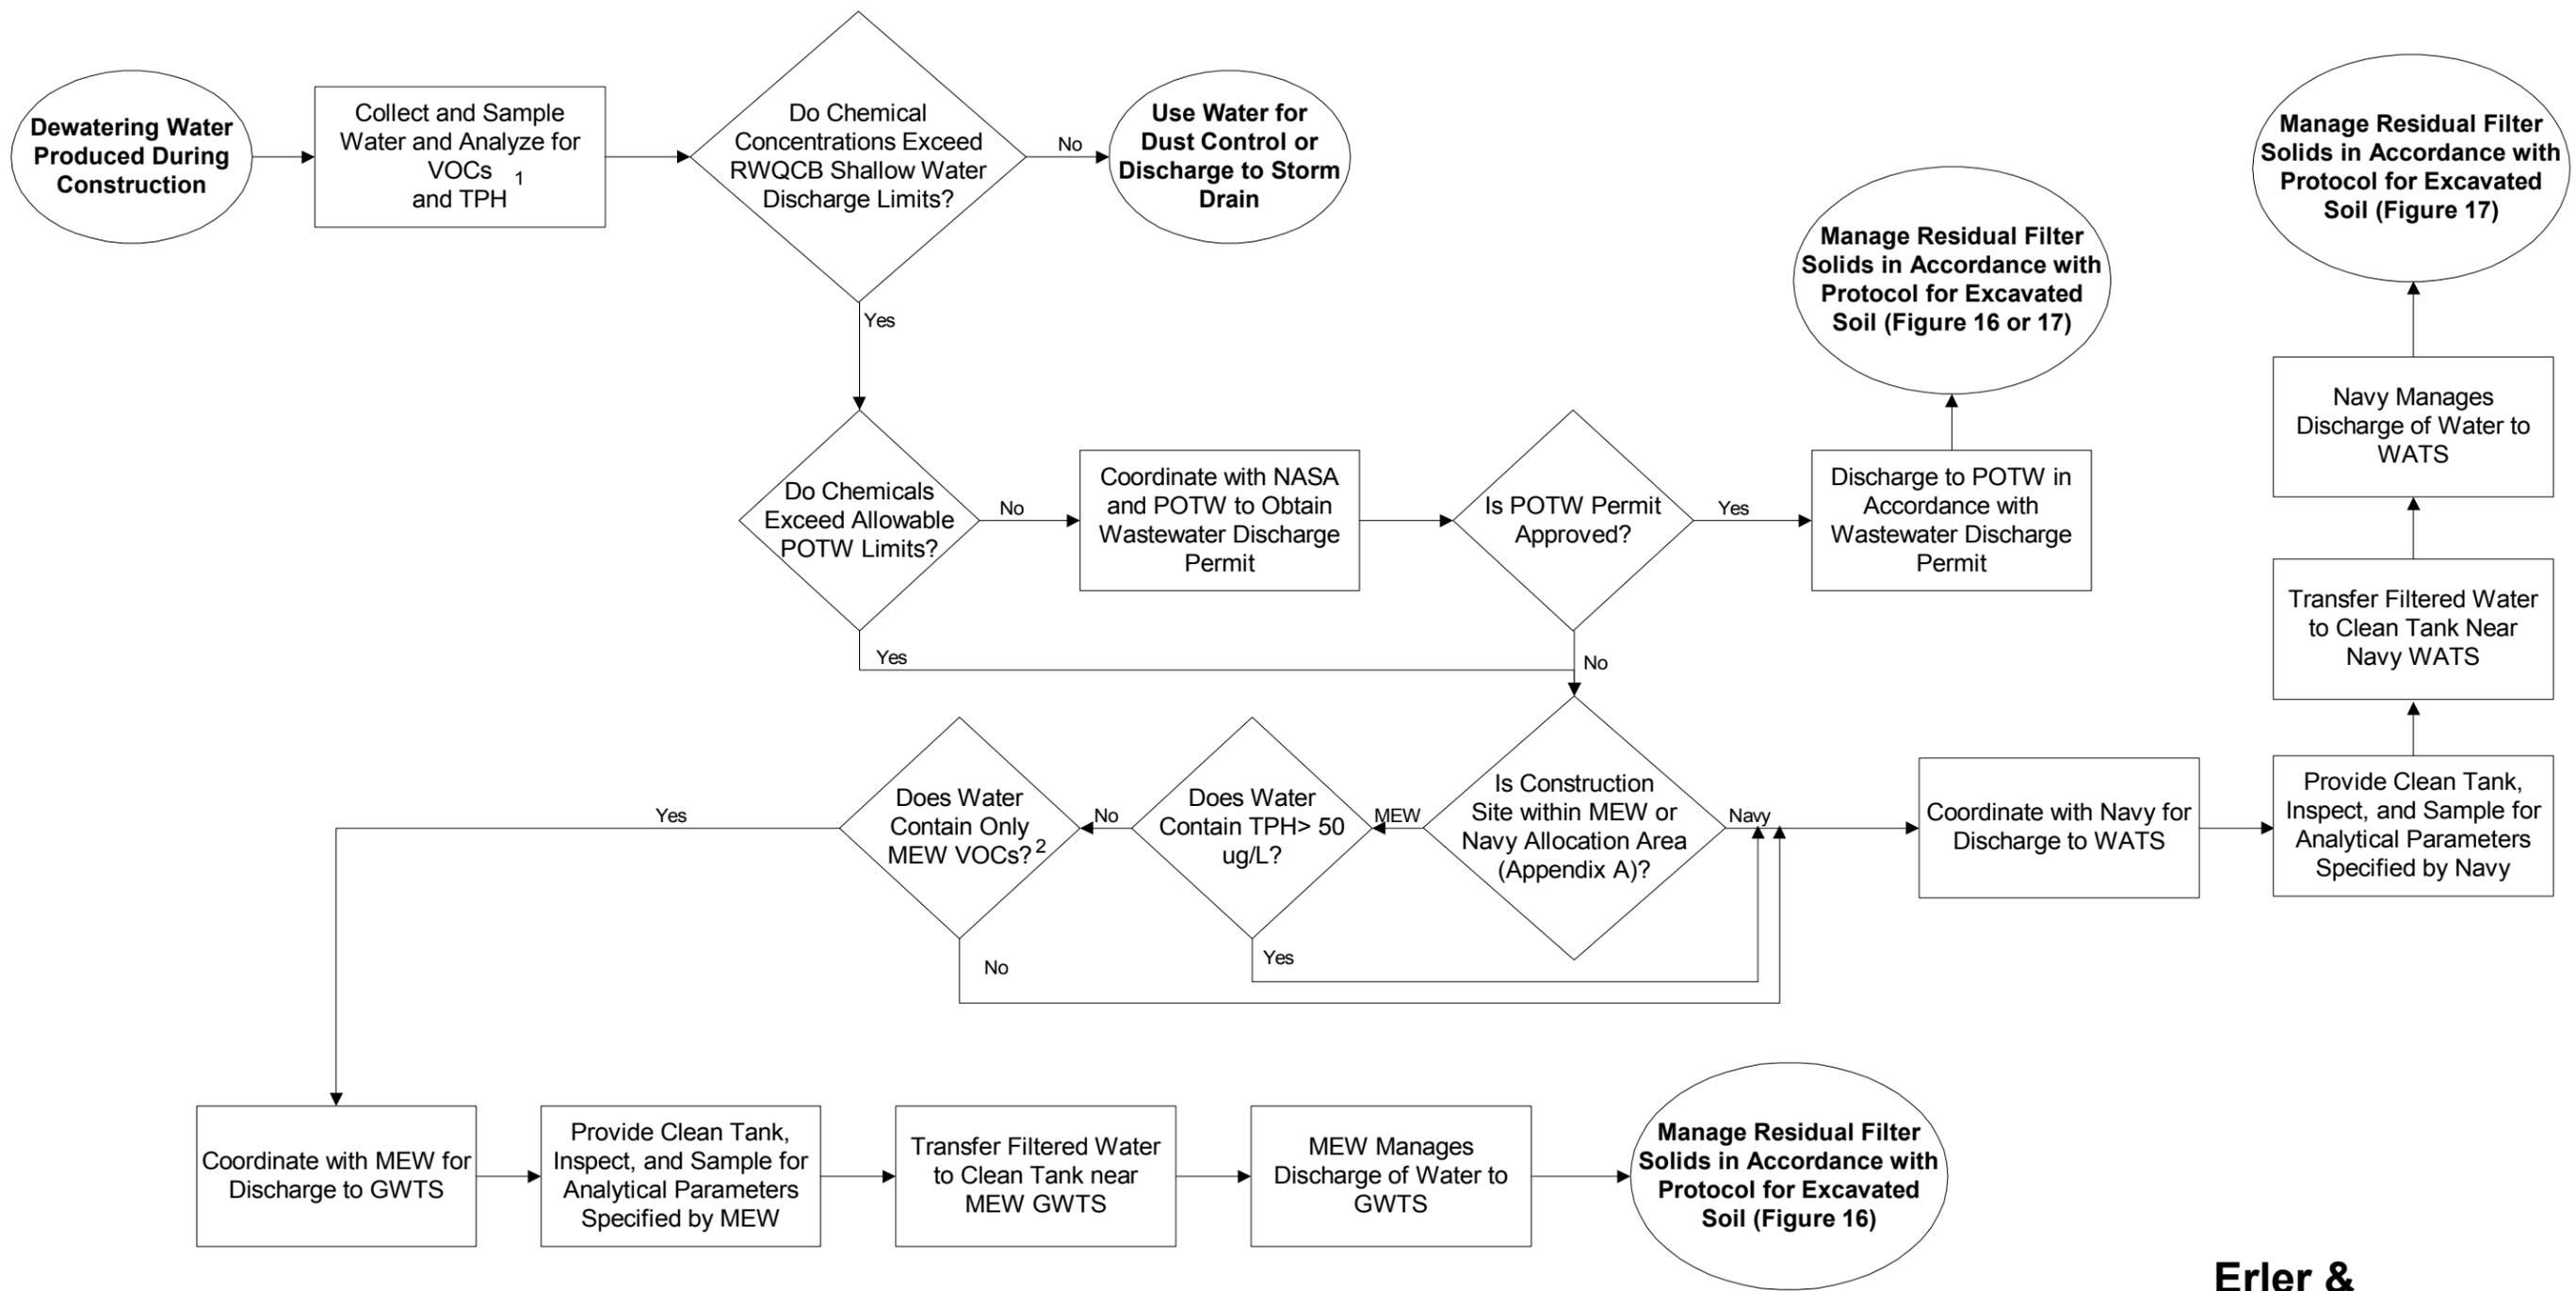 Dewatering Water
Produced During
Construction
Collect and Sample
Water and Analyze for
VOCs
and TPH 1
Do Chemical
Concentrations Exceed
RWQCB Shallow Water
Discharge Limits?
No
Use Water for
Dust Control or
Discharge to Storm
Drain
Yes
Do Chemicals
Exceed Allowable
POTW Limits?
No
Coordinate with NASA
and POTW to Obtain
Wastewater Discharge
Permit
Is POTW Permit
Approved?
Yes
Discharge to POTW in
Accordance with
Wastewater Discharge
Permit
Manage Residual Filter
Solids in Accordance with
Protocol for Excavated
Soil (Figure 16 or 17)
Yes
No
Is Construction
Site within MEW or
Navy Allocation Area
(Appendix A)?
MEW
Does Water
Contain TPH> 50
ug/L?
No
Yes
Does Water
Contain Only
MEW VOCs? 2
No
Yes
Navy
Coordinate with Navy for
Discharge to WATS
Provide Clean Tank,
Inspect, and Sample for
Analytical Parameters
Specified by Navy
Transfer Filtered Water
to Clean Tank Near
Navy WATS
Navy Manages
Discharge of Water to
WATS
Manage Residual Filter
Solids in Accordance with
Protocol for Excavated
Soil (Figure 17)
Coordinate with MEW for
Discharge to GWTS
Provide Clean Tank,
Inspect, and Sample for
Analytical Parameters
Specified by MEW
Transfer Filtered Water
to Clean Tank near
MEW GWTS
MEW Manages
Discharge of Water to
GWTS
Manage Residual Filter
Solids in Accordance with
Protocol for Excavated
Soil (Figure 16)
Erler &